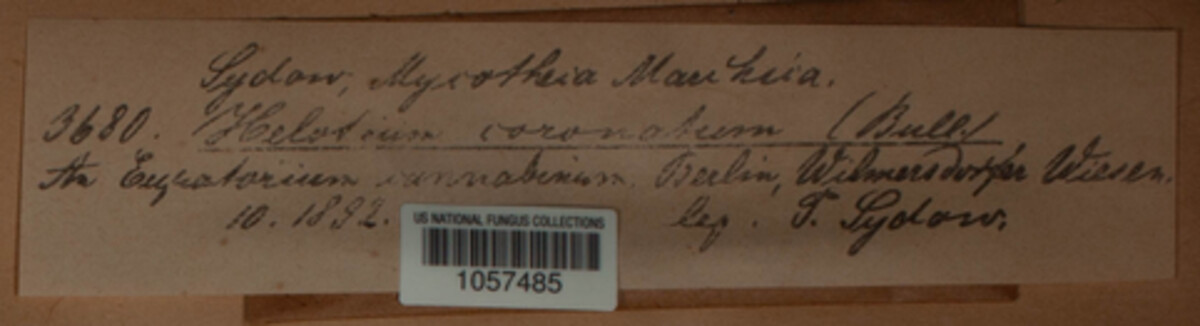 Sydow, Mycotheca Marchica.
3680. Helotium coronatum (Bull.)
An Eupatorium cannabinum. Berlin, Wilmersdorfer Wiesen.
10. 1892. leg. P. Sydow.
US NATIONAL FUNGUS COLLECTIONS
1057485